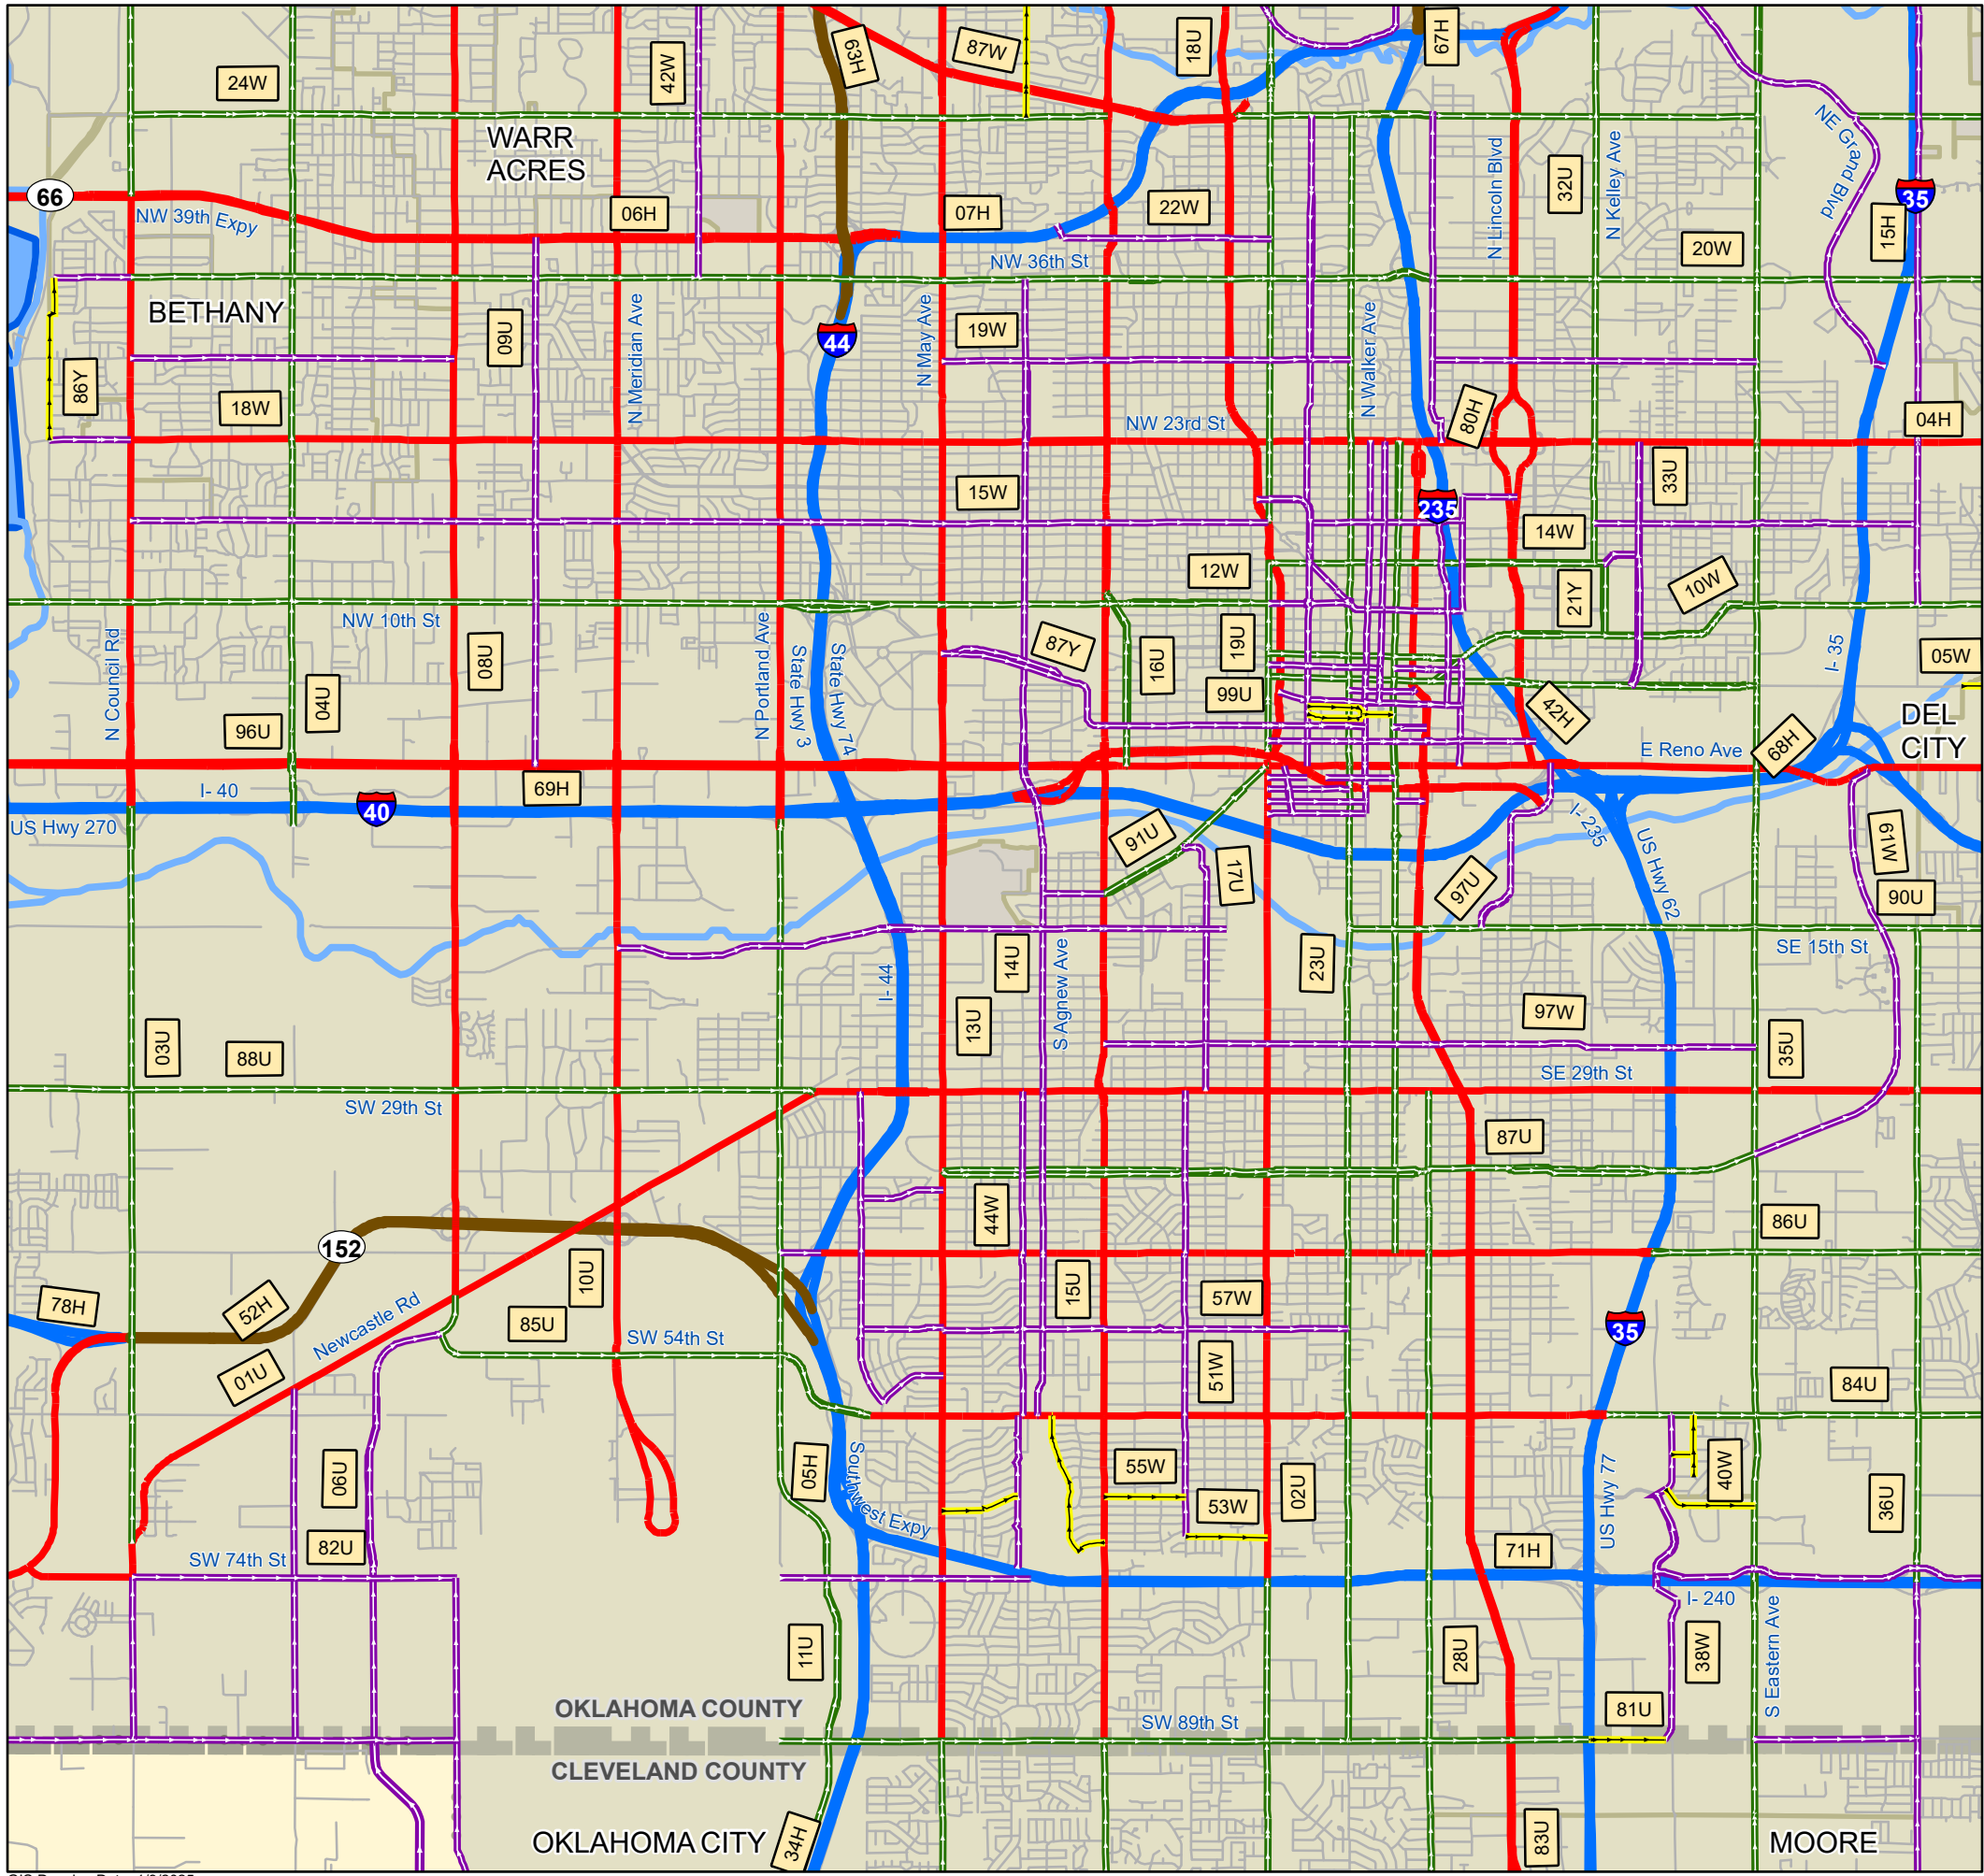 24W
42W
63H
87W
18U
67H
WARR
ACRES
N Lincoln Blvd
32U
N Kelley Ave
NE Grand Blvd
66
NW 39th Expy
06H
07H
22W
20W
15H
35
NW 36th St
BETHANY
09U
N Meridian Ave
44
N May Ave
19W
N Walker Ave
86Y
18W
NW 23rd St
80H
04H
15W
235
14W
33U
12W
21Y
10W
NW 10th St
N Council Rd
08U
N Portland Ave
State Hwy 3
State Hwy 74
87Y
16U
19U
I- 35
05W
04U
99U
42H
DEL
CITY
96U
E Reno Ave
68H
I- 40
69H
40
US Hwy 270
91U
17U
I- 235
US Hwy 62
97U
61W
90U
SE 15th St
I- 44
14U
S Agnew Ave
23U
13U
97W
03U
88U
35U
SE 29th St
SW 29th St
87U
44W
86U
152
10U
15U
57W
78H
52H
Newcastle Rd
85U
SW 54th St
35
01U
51W
84U
06U
05H
Southwest Expy
55W
53W
02U
US Hwy 77
40W
36U
82U
SW 74th St
71H
I- 240
11U
28U
38W
S Eastern Ave
OKLAHOMA COUNTY
SW 89th St
81U
CLEVELAND COUNTY
OKLAHOMA CITY
34H
83U
MOORE